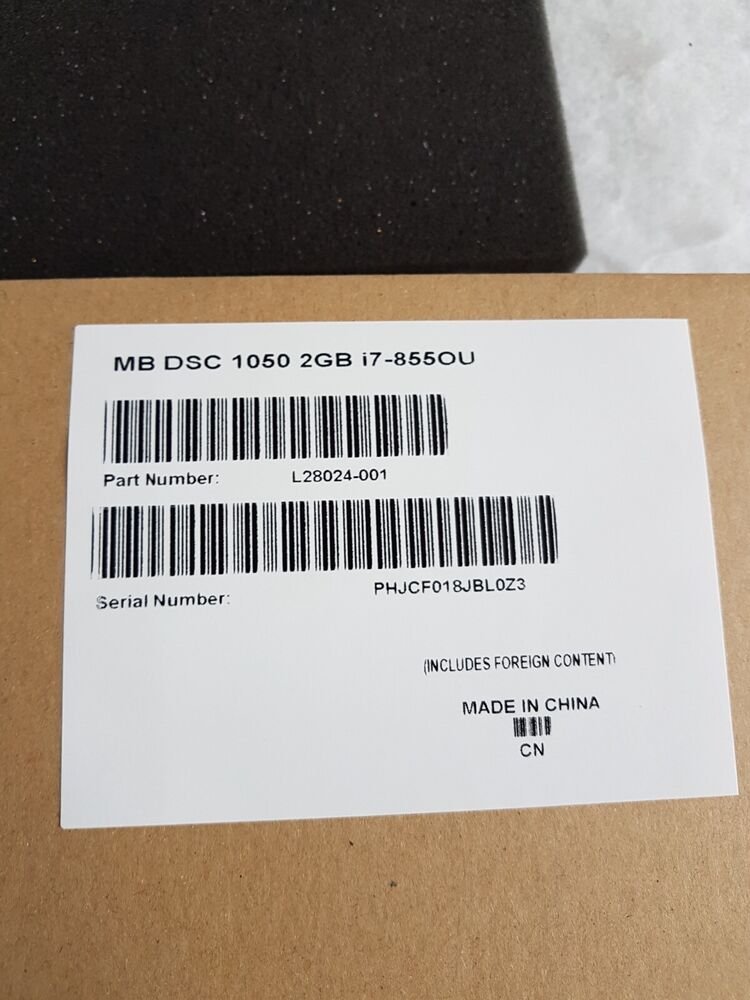 MB DSC 1050 2GB i7-8550U
Part Number: L28024-001
Serial Number: PHJCF018JBL0Z3
(INCLUDES FOREIGN CONTENT)
MADE IN CHINA
CN